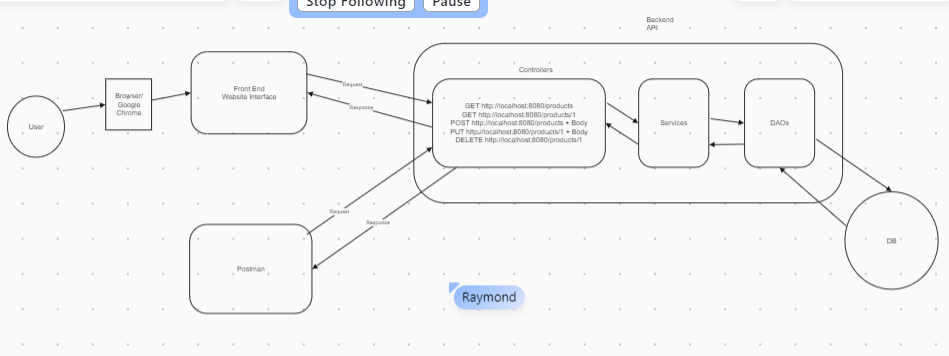 Stop Following
Pause
Backend
API
Controllers
User
Browser/
Google
Chrome
Front End
Website Interface
Request
Response
GET http://localhost:8080/products
GET http://localhost:8080/products/1
POST http://localhost:8080/products + Body
PUT http://localhost:8080/products/1 + Body
DELETE http://localhost:8080/products/1
Services
DAOs
Request
Response
DB
Postman
Raymond